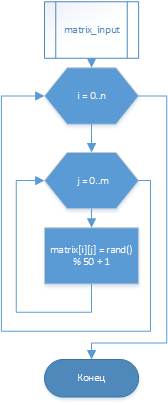 matrix_input
i = 0..n
j = 0..m
matrix[i][j] = rand()
% 50 + 1
Конец